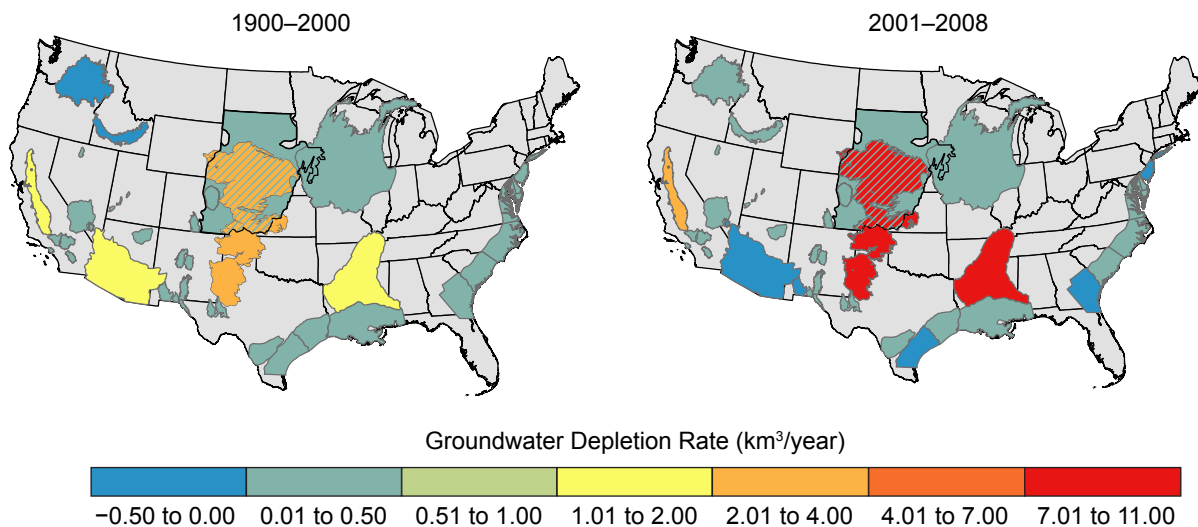 1900–2000
2001–2008
Groundwater Depletion Rate (km³/year)
−0.50 to 0.00
0.01 to 0.50
0.51 to 1.00
1.01 to 2.00
2.01 to 4.00
4.01 to 7.00
7.01 to 11.00